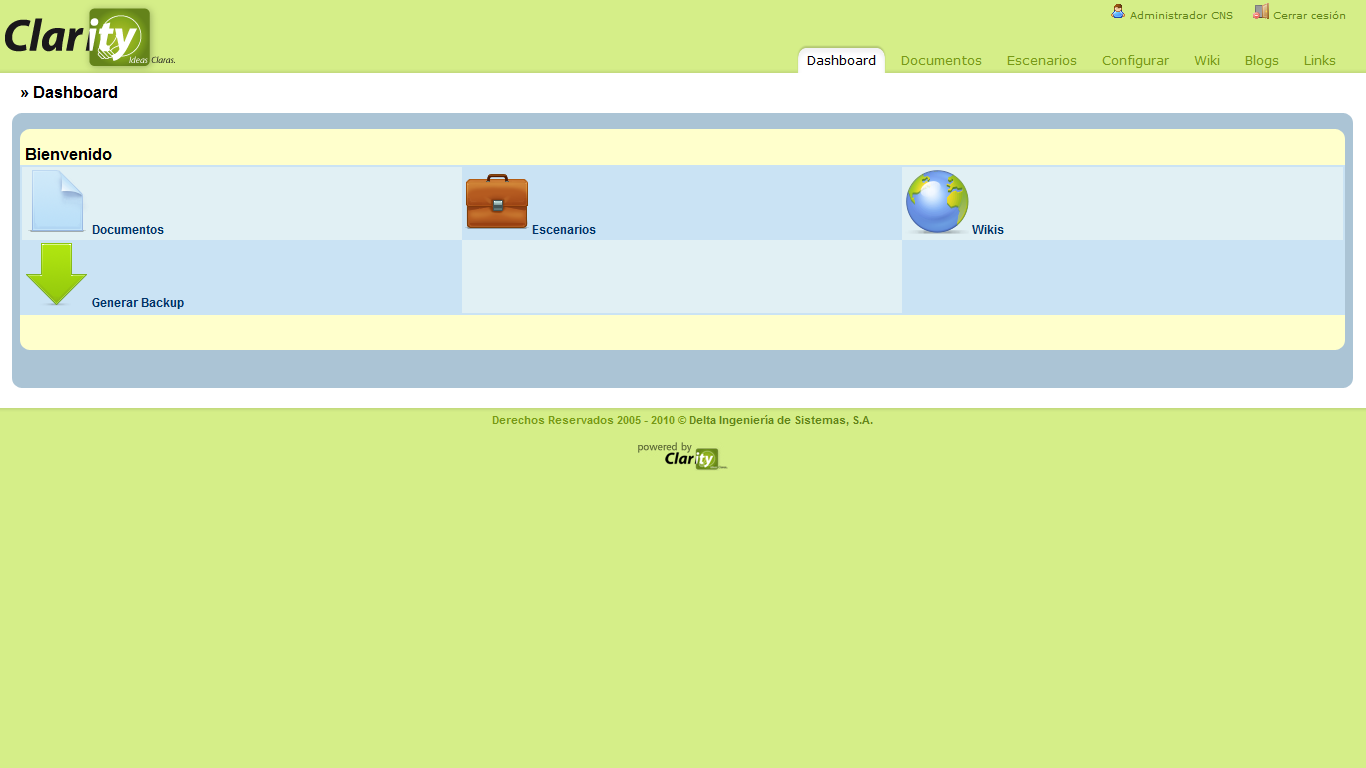 Clarity
Ideas Claras.
Administrador CNS Cerrar cesión
Dashboard Documentos Escenarios Configurar Wiki Blogs Links
» Dashboard
Bienvenido
Documentos Escenarios Wikis
Generar Backup
Derechos Reservados 2005 - 2010 © Delta Ingeniería de Sistemas, S.A.
powered by
Clarity